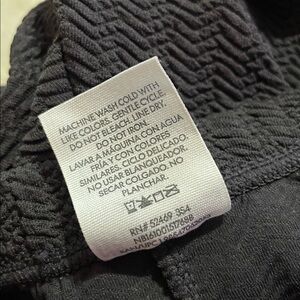 MACHINE WASH COLD WITH
LIKE COLORS. GENTLE CYCLE.
DO NOT BLEACH. LINE DRY.
DO NOT IRON.
LAVAR A MÁQUINA CON AGUA
FRÍA Y CON COLORES
SIMILARES. CICLO DELICADO.
NO USAR BLANQUEADOR.
SECAR COLGADO. NO
PLANCHAR.
RN# 52469 3S4